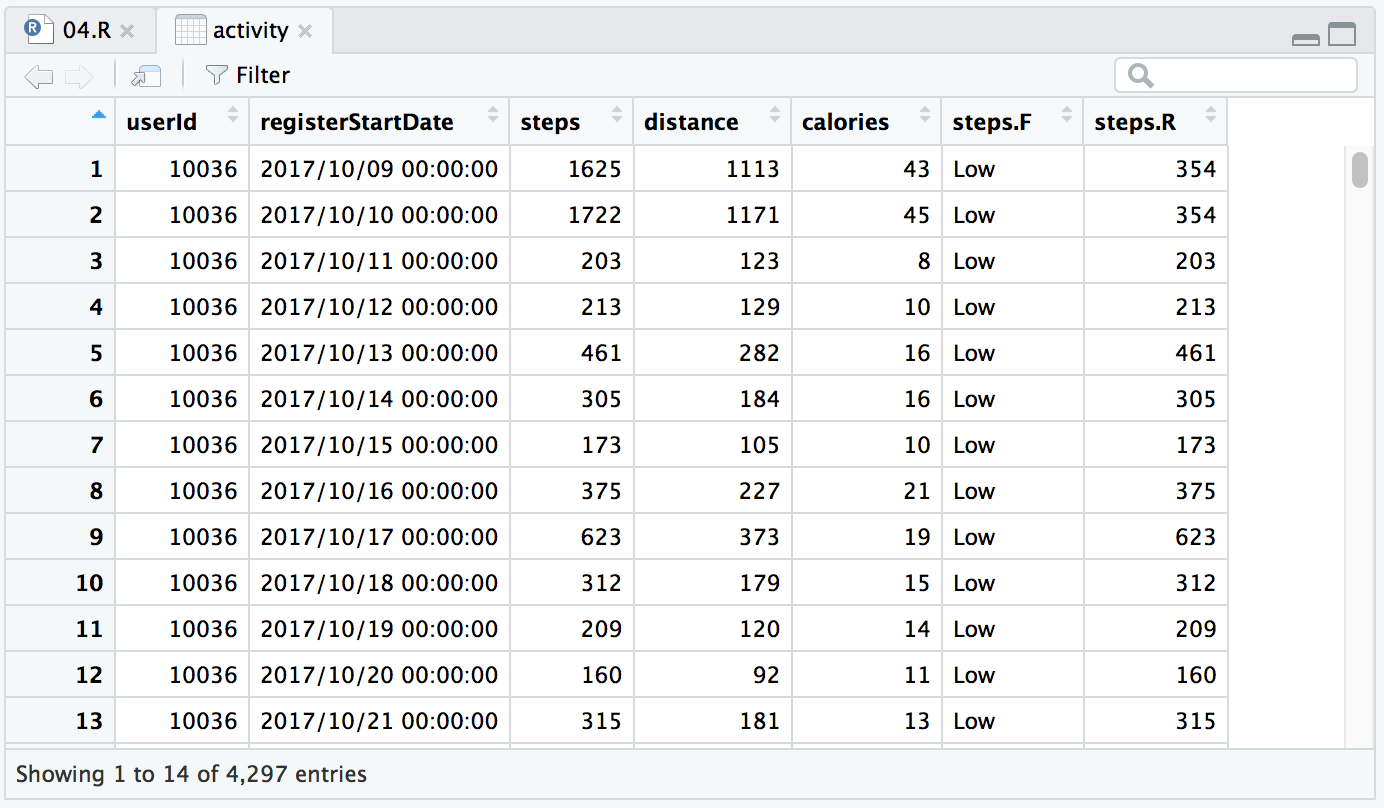 R 04.R activity
Filter
userId registerStartDate steps distance calories steps.F steps.R
1 10036 2017/10/09 00:00:00 1625 1113 43 Low 354
2 10036 2017/10/10 00:00:00 1722 1171 45 Low 354
3 10036 2017/10/11 00:00:00 203 123 8 Low 203
4 10036 2017/10/12 00:00:00 213 129 10 Low 213
5 10036 2017/10/13 00:00:00 461 282 16 Low 461
6 10036 2017/10/14 00:00:00 305 184 16 Low 305
7 10036 2017/10/15 00:00:00 173 105 10 Low 173
8 10036 2017/10/16 00:00:00 375 227 21 Low 375
9 10036 2017/10/17 00:00:00 623 373 19 Low 623
10 10036 2017/10/18 00:00:00 312 179 15 Low 312
11 10036 2017/10/19 00:00:00 209 120 14 Low 209
12 10036 2017/10/20 00:00:00 160 92 11 Low 160
13 10036 2017/10/21 00:00:00 315 181 13 Low 315
Showing 1 to 14 of 4,297 entries